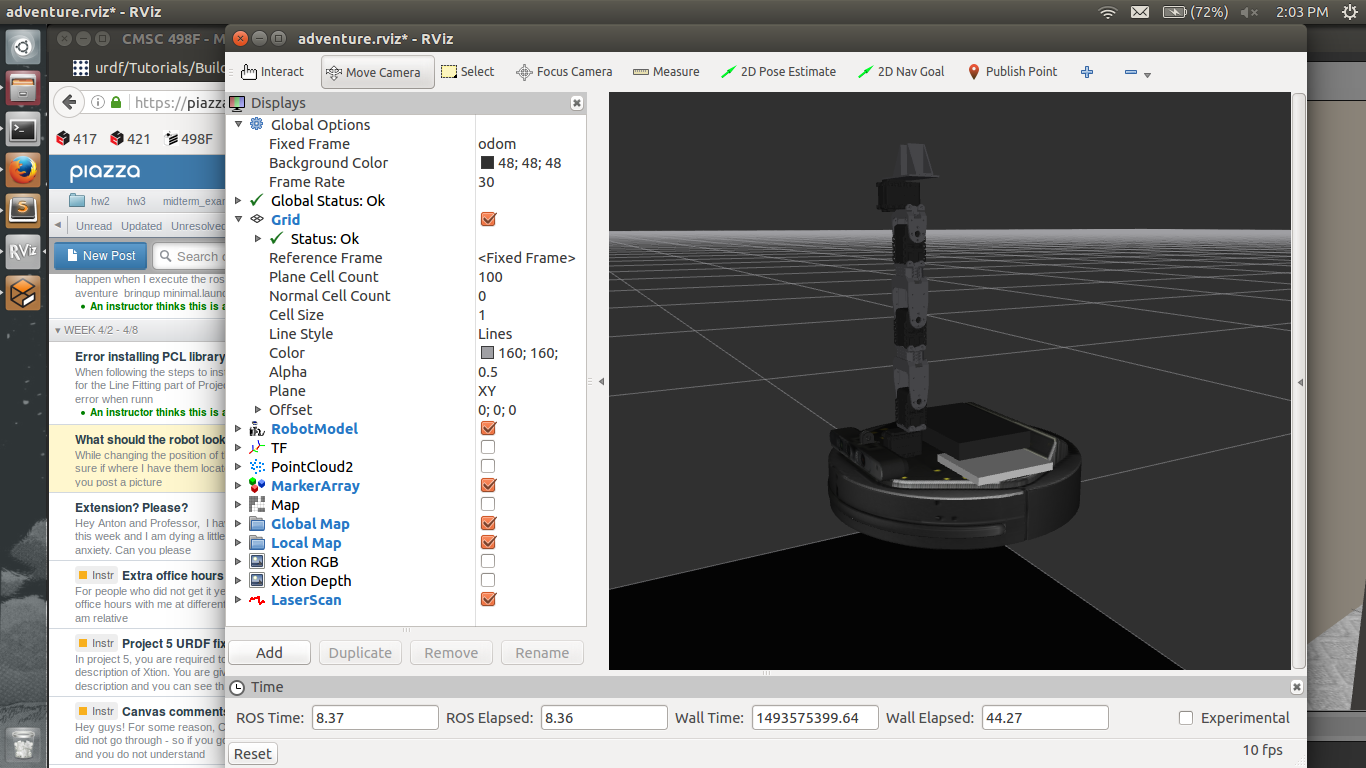 adventure.rviz* - RViz
(72%)
2:03 PM
CMSC 498F - M
urdf/Tutorials/Build
https://piazza
417
421
498F
piazza
hw2
hw3
midterm_exa
Unread
Updated
Unresolved
New Post
Search o
happen when I execute the ros
aventure_bringup minimal.laun
• An instructor thinks this is a
WEEK 4/2 - 4/8
Error installing PCL library
When following the steps to inst
for the Line Fitting part of Projec
error when runn
• An instructor thinks this is a
What should the robot look
While changing the position of t
sure if where I have them locate
you post a picture
Extension? Please?
Hey Anton and Professor, I hav
this week and I am dying a little
anxiety. Can you please
Instr Extra office hours
For people who did not get it ye
office hours with me at different
am relative
Instr Project 5 URDF fix
In project 5, you are required to
description of Xtion. You are giv
description and you can see th
Instr Canvas comments
Hey guys! For some reason, C
did not go through - so if you ge
and you do not understand
adventure.rviz* - RViz
Interact
Move Camera
Select
Focus Camera
Measure
2D Pose Estimate
2D Nav Goal
Publish Point
Displays
Global Options
Fixed Frame odom
Background Color 48; 48; 48
Frame Rate 30
Global Status: Ok
Grid
Status: Ok
Reference Frame <Fixed Frame>
Plane Cell Count 100
Normal Cell Count 0
Cell Size 1
Line Style Lines
Color 160; 160;
Alpha 0.5
Plane XY
Offset 0; 0; 0
RobotModel
TF
PointCloud2
MarkerArray
Map
Global Map
Local Map
Xtion RGB
Xtion Depth
LaserScan
Add
Duplicate
Remove
Rename
Time
ROS Time: 8.37
ROS Elapsed: 8.36
Wall Time: 1493575399.64
Wall Elapsed: 44.27
Experimental
Reset
10 fps
RViz